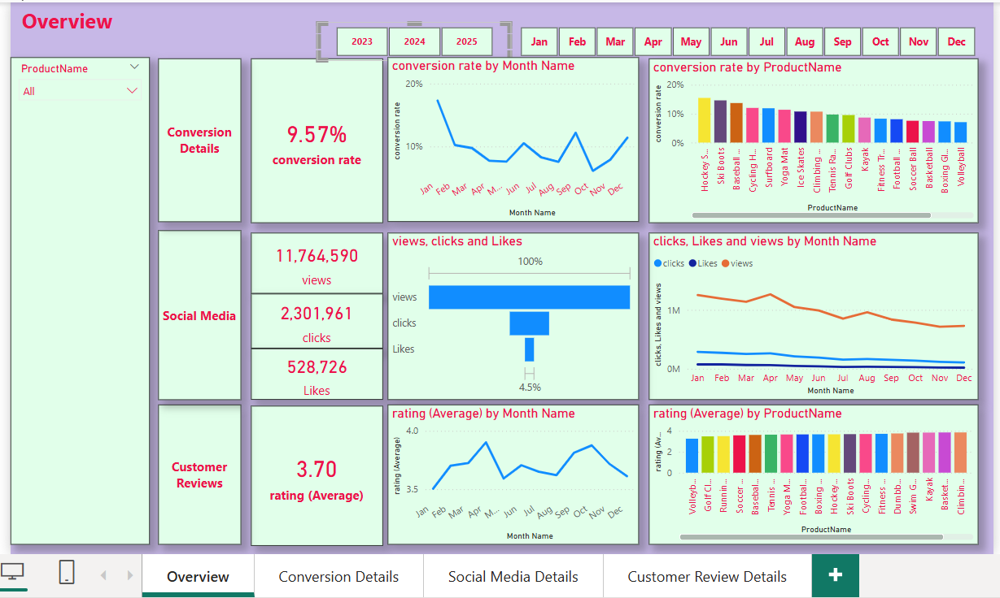 Overview
2023 2024 2025
Jan Feb Mar Apr May Jun Jul Aug Sep Oct Nov Dec
ProductName
All
Conversion
Details
9.57%
conversion rate
conversion rate by Month Name
20%
10%
conversion rate
Jan Feb Mar Apr M... Jun Jul Aug Sep Oct Nov Dec
Month Name
conversion rate by ProductName
20%
10%
0%
conversion rate
Hockey S... Ski Boots Baseball ... Cycling H... Surfboard Yoga Mat Ice Skates Climbing ... Tennis Ra... Golf Clubs Kayak Fitness Tr... Football... Soccer Ball Basketball Boxing Gl... Volleyball
ProductName
Social Media
11,764,590
views
2,301,961
clicks
528,726
Likes
views, clicks and Likes
100%
views
clicks
Likes
4.5%
clicks, Likes and views by Month Name
clicks Likes views
1M
0M
clicks, Likes and views
Jan Feb Mar Apr May Jun Jul Aug Sep Oct Nov Dec
Month Name
Customer
Reviews
3.70
rating (Average)
rating (Average) by Month Name
4.0
3.5
rating (Average)
Jan Feb Mar Apr M... Jun Jul Aug Sep Oct Nov Dec
Month Name
rating (Average) by ProductName
4
2
0
rating (Av...
Volleyb... Golf Cl... Runnin... Soccer ... Basebal... Tennis ... Yoga M... Footbal... Boxing ... Hockey... Ski Boots Cycling... Fitness ... Dumbb... Swim G... Kayak Basket... Climbin...
ProductName
Overview
Conversion Details
Social Media Details
Customer Review Details
+